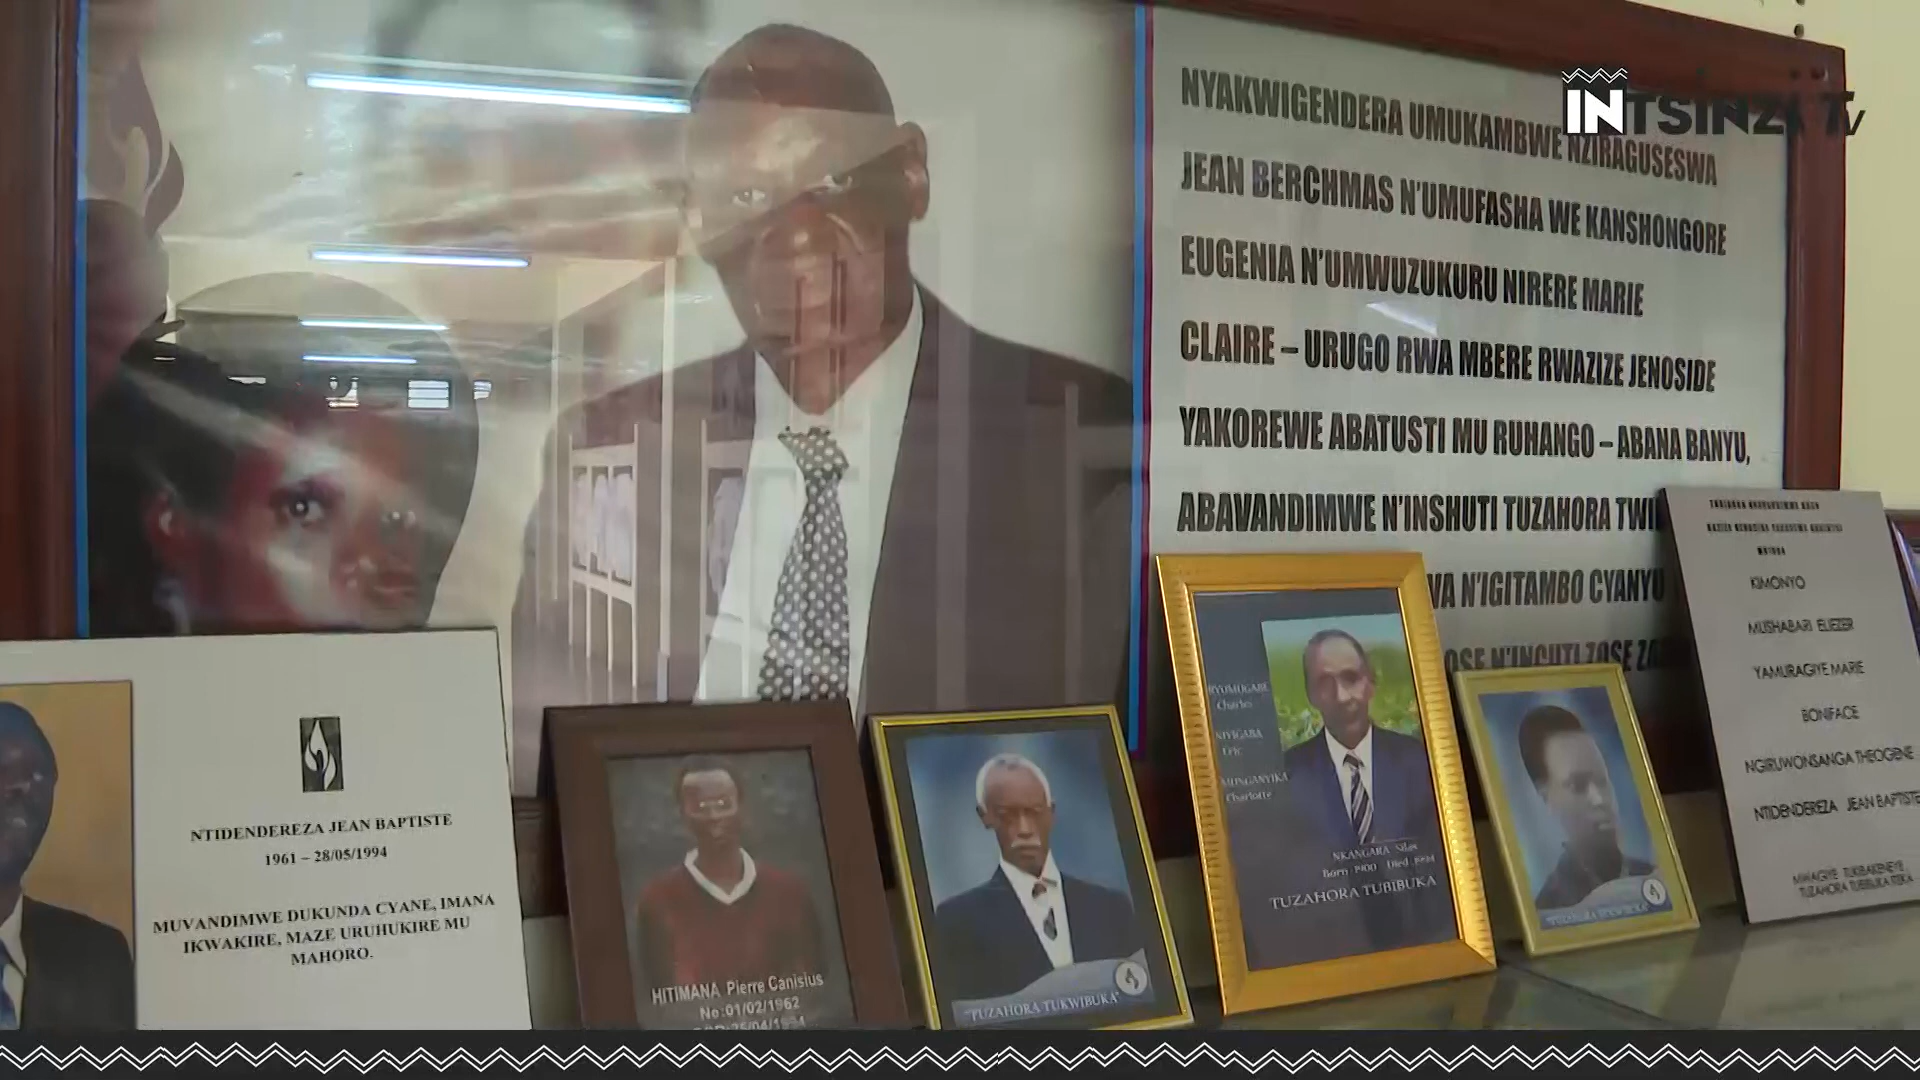 INTSINZI TV
NYAKWIGENDERA UMUKAMBWE NZIRAGUSESWA
JEAN BERCHMAS N'UMUFASHA WE KANSHONGORE
EUGENIA N'UMWUZUKURU NIRERE MARIE
CLAIRE – URUGO RWA MBERE RWAZIZE JENOSIDE
YAKOREWE ABATUSTI MU RUHANGO – ABANA BANYU,
ABAVANDIMWE N'INSHUTI TUZAHORA
N'IGITAMBO CYANYU
NTIDENDEREZA JEAN BAPTISTE
1961 – 28/05/1994
MUVANDIMWE DUKUNDA CYANE, IMANA
IKWAKIRE, MAZE URUHUKIRE MU
MAHORO.
HITIMANA Pierre Canisius
Ne:01/02/1962
"TUZAHORA TUKWIBUKA"
Charles
NIYIGABA
Eric
Charlotte
NKANGARA Silas
Born 1900 Died 1994
TUZAHORA TUBIBUKA
"TUZAHORA TUKWIBUKA"
KIMONYO
MUSHABARI ELIEZER
YAMURAGIYE MARIE
BONIFACE
NGIRUWONSANGA THEOGENE
NTIDENDEREZA JEAN BAPTISTE